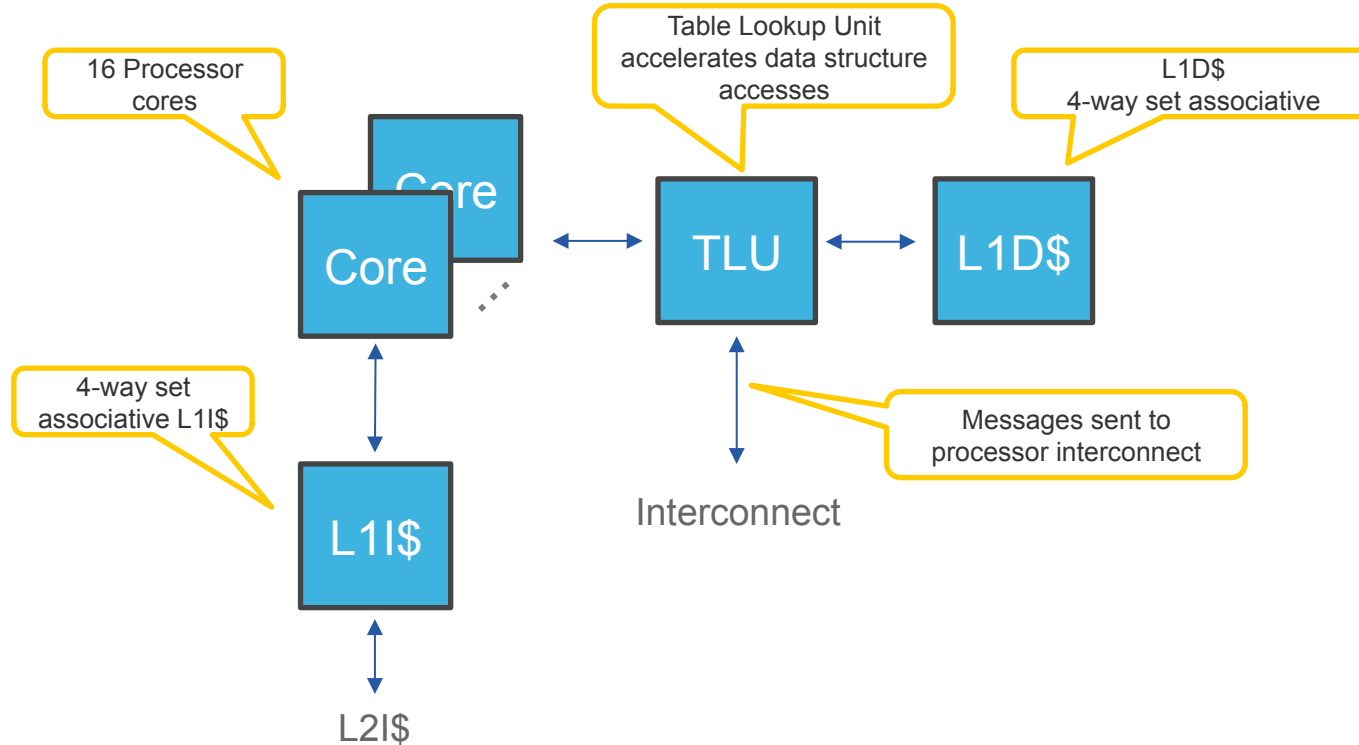 Table Lookup Unit
accelerates data structure
accesses
16 Processor
cores
L1D$
4-way set associative
Core
Core
TLU
L1D$
4-way set
associative L1I$
Messages sent to
processor interconnect
Interconnect
L1I$
L2I$